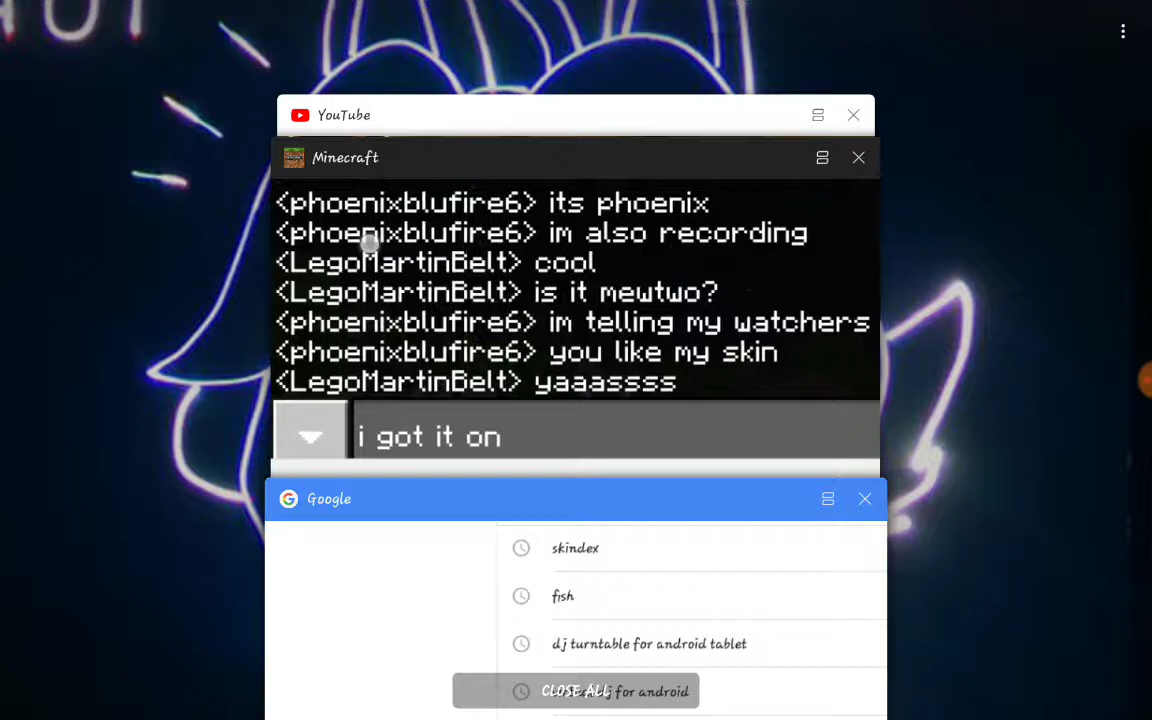 YouTube
Minecraft
<phoenixblufire6> its phoenix
<phoenixblufire6> im also recording
<LegoMartinBelt> cool
<LegoMartinBelt> is it mewtwo?
<phoenixblufire6> im telling my watchers
<phoenixblufire6> you like my skin
<LegoMartinBelt> yaaassss
i got it on
Google
skindex
fish
dj turntable for android tablet
CLOSE ALL
for android